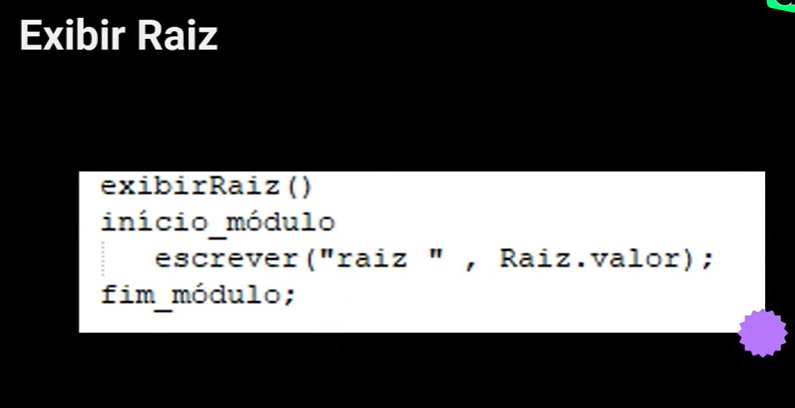 Exibir Raiz
exibirRaiz()
início_módulo
escrever("raiz " , Raiz.valor);
fim_módulo;